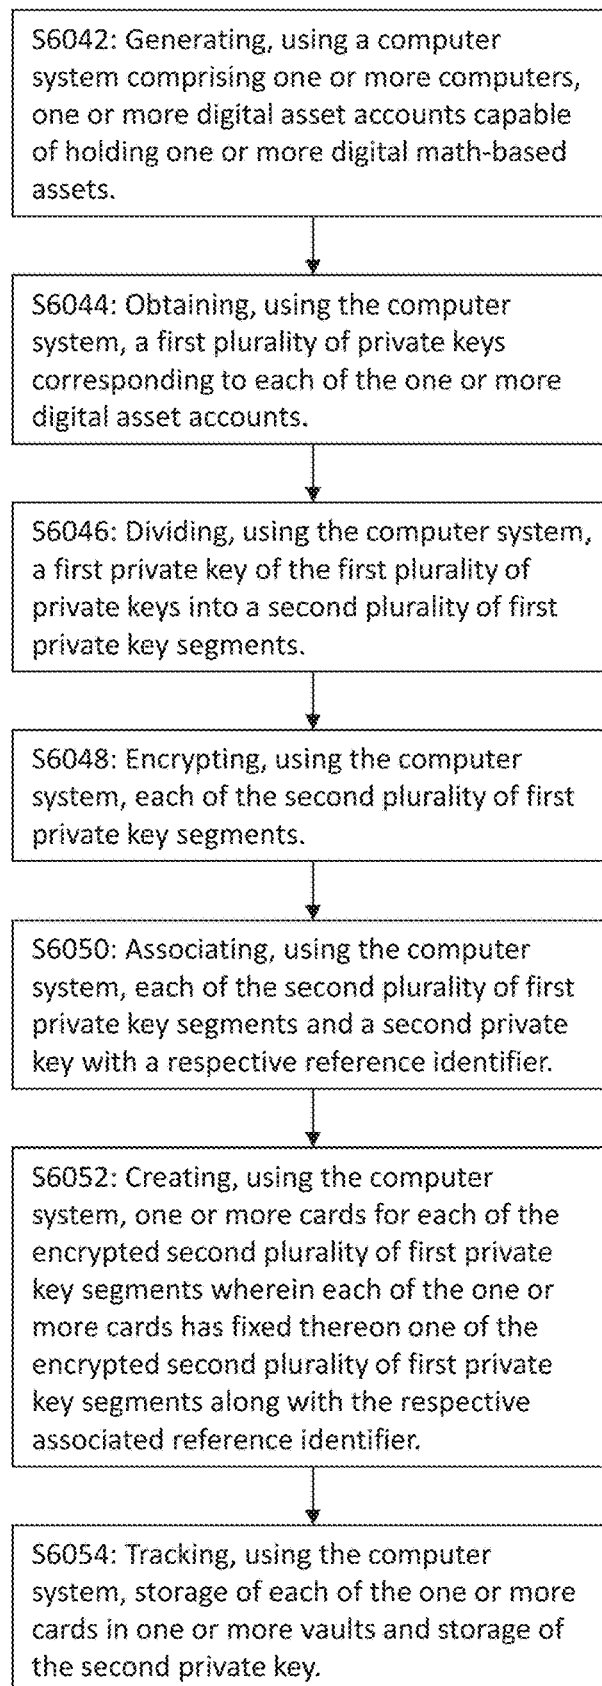 S6042: Generating, using a computer
system comprising one or more computers,
one or more digital asset accounts capable
of holding one or more digital math-based
assets.
S6044: Obtaining, using the computer
system, a first plurality of private keys
corresponding to each of the one or more
digital asset accounts.
S6046: Dividing, using the computer system,
a first private key of the first plurality of
private keys into a second plurality of first
private key segments.
S6048: Encrypting, using the computer
system, each of the second plurality of first
private key segments.
S6050: Associating, using the computer
system, each of the second plurality of first
private key segments and a second private
key with a respective reference identifier.
S6052: Creating, using the computer
system, one or more cards for each of the
encrypted second plurality of first private
key segments wherein each of the one or
more cards has fixed thereon one of the
encrypted second plurality of first private
key segments along with the respective
associated reference identifier.
S6054: Tracking, using the computer
system, storage of each of the one or more
cards in one or more vaults and storage of
the second private key.